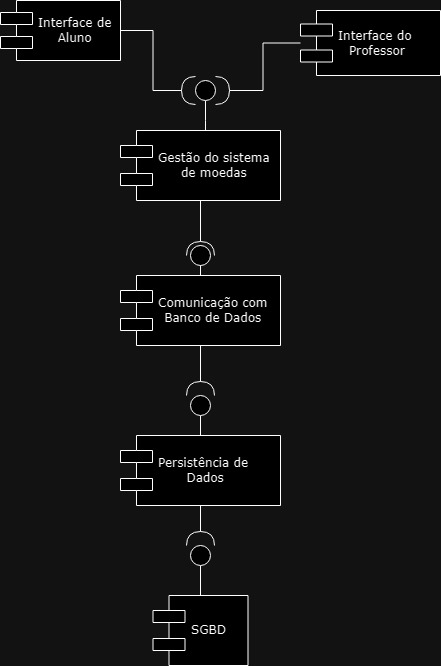 Interface de
Aluno
Interface do
Professor
Gestão do sistema
de moedas
Comunicação com
Banco de Dados
Persistência de
Dados
SGBD